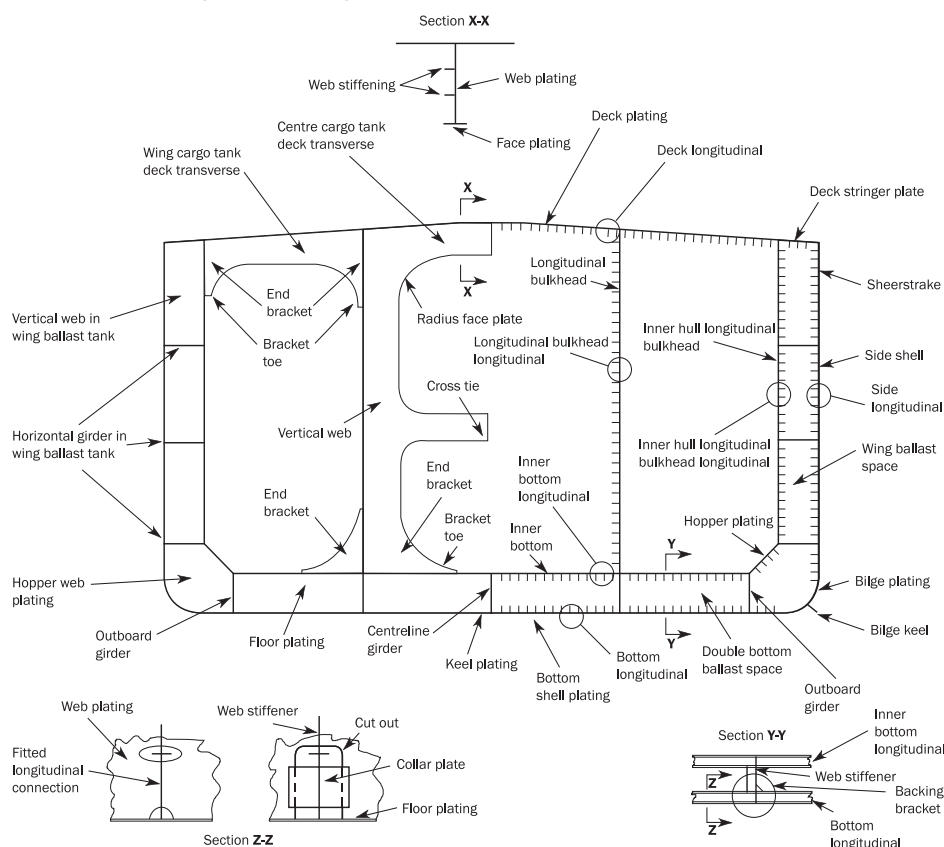 Section X-X
Web stiffening
Web plating
Face plating
Centre cargo tank
deck transverse
Wing cargo tank
deck transverse
Deck plating
Deck longitudinal
Deck stringer plate
X
X
Sheerstrake
End
bracket
Longitudinal
bulkhead
Vertical web in
wing ballast tank
Bracket
toe
Radius face plate
Inner hull longitudinal
bulkhead
Longitudinal bulkhead
longitudinal
Side shell
Cross tie
Side
longitudinal
Horizontal girder in
wing ballast tank
Vertical web
Inner hull longitudinal
bulkhead longitudinal
Wing ballast
space
End
bracket
End
bracket
Inner
bottom
longitudinal
Bracket
toe
Inner
bottom
Hopper plating
Y
Hopper web
plating
Bilge plating
Bilge keel
Outboard
girder
Floor plating
Centreline
girder
Keel plating
Bottom
shell plating
Bottom
longitudinal
Y
Double bottom
ballast space
Outboard
girder
Web plating
Web stiffener
Cut out
Fitted
longitudinal
connection
Collar plate
Floor plating
Section Z-Z
Section Y-Y
Inner
bottom
longitudinal
Web stiffener
Z
Backing
bracket
Z
Bottom
longitudinal